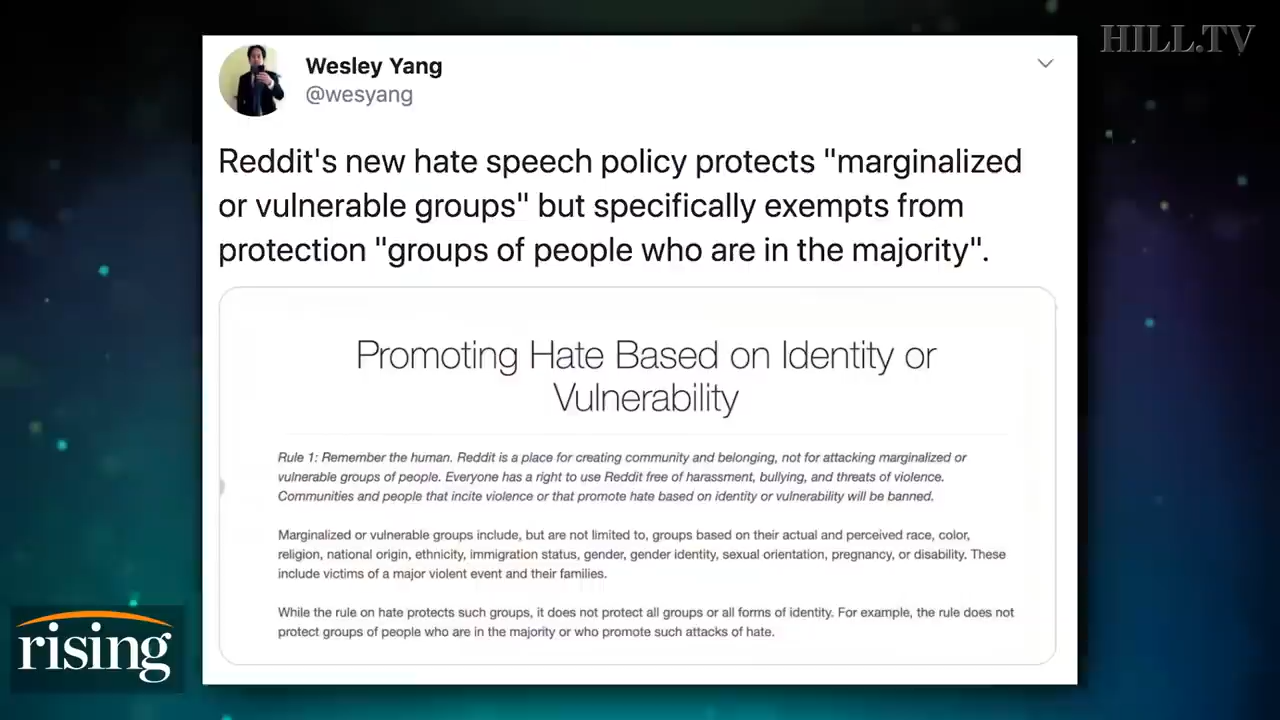 HILL.TV
Wesley Yang
@wesyang
Reddit's new hate speech policy protects "marginalized
or vulnerable groups" but specifically exempts from
protection "groups of people who are in the majority".
Promoting Hate Based on Identity or
Vulnerability
Rule 1: Remember the human. Reddit is a place for creating community and belonging, not for attacking marginalized or
vulnerable groups of people. Everyone has a right to use Reddit free of harassment, bullying, and threats of violence.
Communities and people that incite violence or that promote hate based on identity or vulnerability will be banned.
Marginalized or vulnerable groups include, but are not limited to, groups based on their actual and perceived race, color,
religion, national origin, ethnicity, immigration status, gender, gender identity, sexual orientation, pregnancy, or disability. These
include victims of a major violent event and their families.
While the rule on hate protects such groups, it does not protect all groups or all forms of identity. For example, the rule does not
protect groups of people who are in the majority or who promote such attacks of hate.
rising